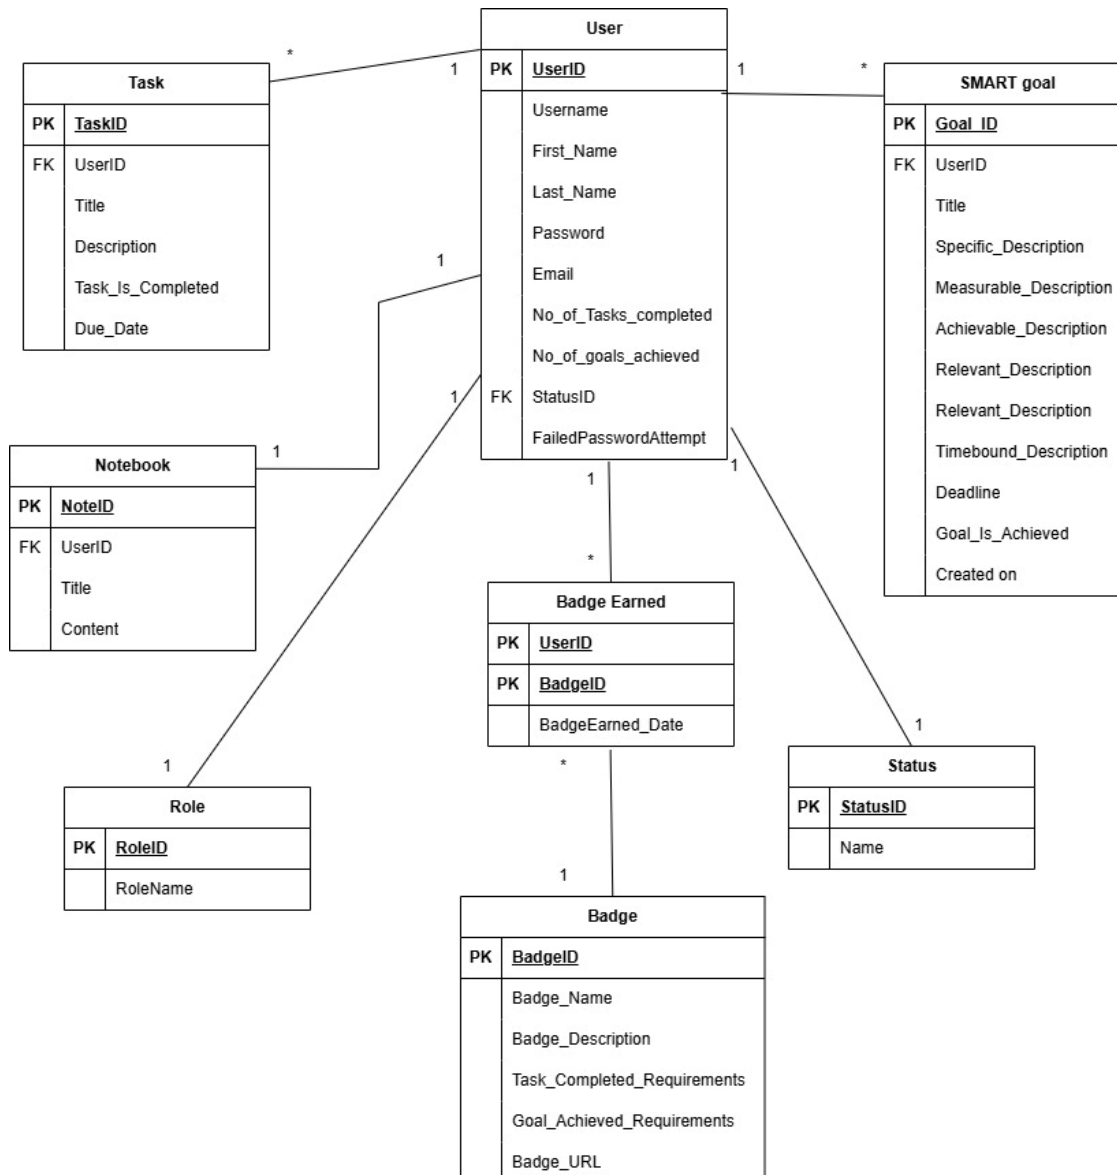 User
PK UserID
Username
First_Name
Last_Name
Password
Email
No_of_Tasks_completed
No_of_goals_achieved
FK StatusID
FailedPasswordAttempt
*
1
Task
PK TaskID
FK UserID
Title
Description
Task_Is_Completed
Due_Date
1
*
SMART goal
PK Goal_ID
FK UserID
Title
Specific_Description
Measurable_Description
Achievable_Description
Relevant_Description
Relevant_Description
Timebound_Description
Deadline
Goal_Is_Achieved
Created on
1
1
Notebook
PK NoteID
FK UserID
Title
Content
1
1
Role
PK RoleID
RoleName
1
*
Badge Earned
PK UserID
PK BadgeID
BadgeEarned_Date
1
1
Status
PK StatusID
Name
*
1
Badge
PK BadgeID
Badge_Name
Badge_Description
Task_Completed_Requirements
Goal_Achieved_Requirements
Badge_URL